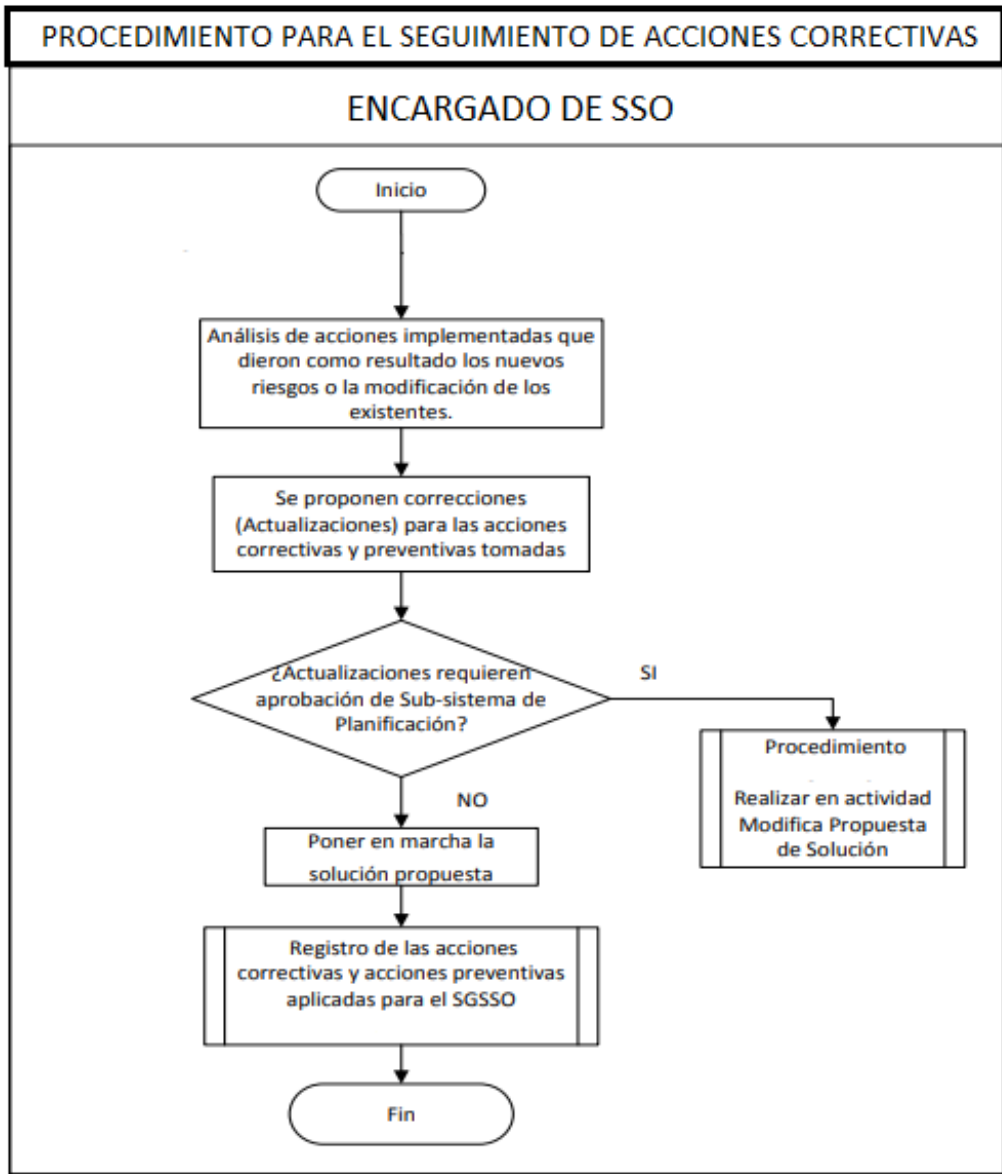 PROCEDIMIENTO PARA EL SEGUIMIENTO DE ACCIONES CORRECTIVAS
ENCARGADO DE SSO
Inicio
Análisis de acciones implementadas que
dieron como resultado los nuevos
riesgos o la modificación de los
existentes.
Se proponen correcciones
(Actualizaciones) para las acciones
correctivas y preventivas tomadas
¿Actualizaciones requieren
aprobación de Sub-sistema de
Planificación?
SI
Procedimiento
Realizar en actividad
Modifica Propuesta
de Solución
NO
Poner en marcha la
solución propuesta
Registro de las acciones
correctivas y acciones preventivas
aplicadas para el SGSSO
Fin